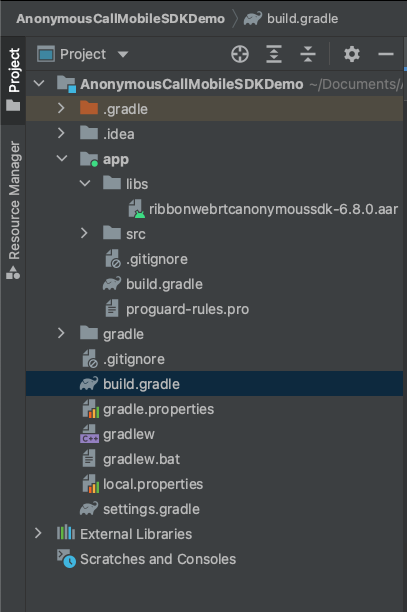 AnonymousCallMobileSDKDemo build.gradle
Project
Project
Resource Manager
AnonymousCallMobileSDKDemo ~/Documents/A
.gradle
.idea
app
libs
ribbonwebrtcanonymoussdk-6.8.0.aar
src
.gitignore
build.gradle
proguard-rules.pro
gradle
.gitignore
build.gradle
gradle.properties
C++ gradlew
gradlew.bat
local.properties
settings.gradle
External Libraries
Scratches and Consoles